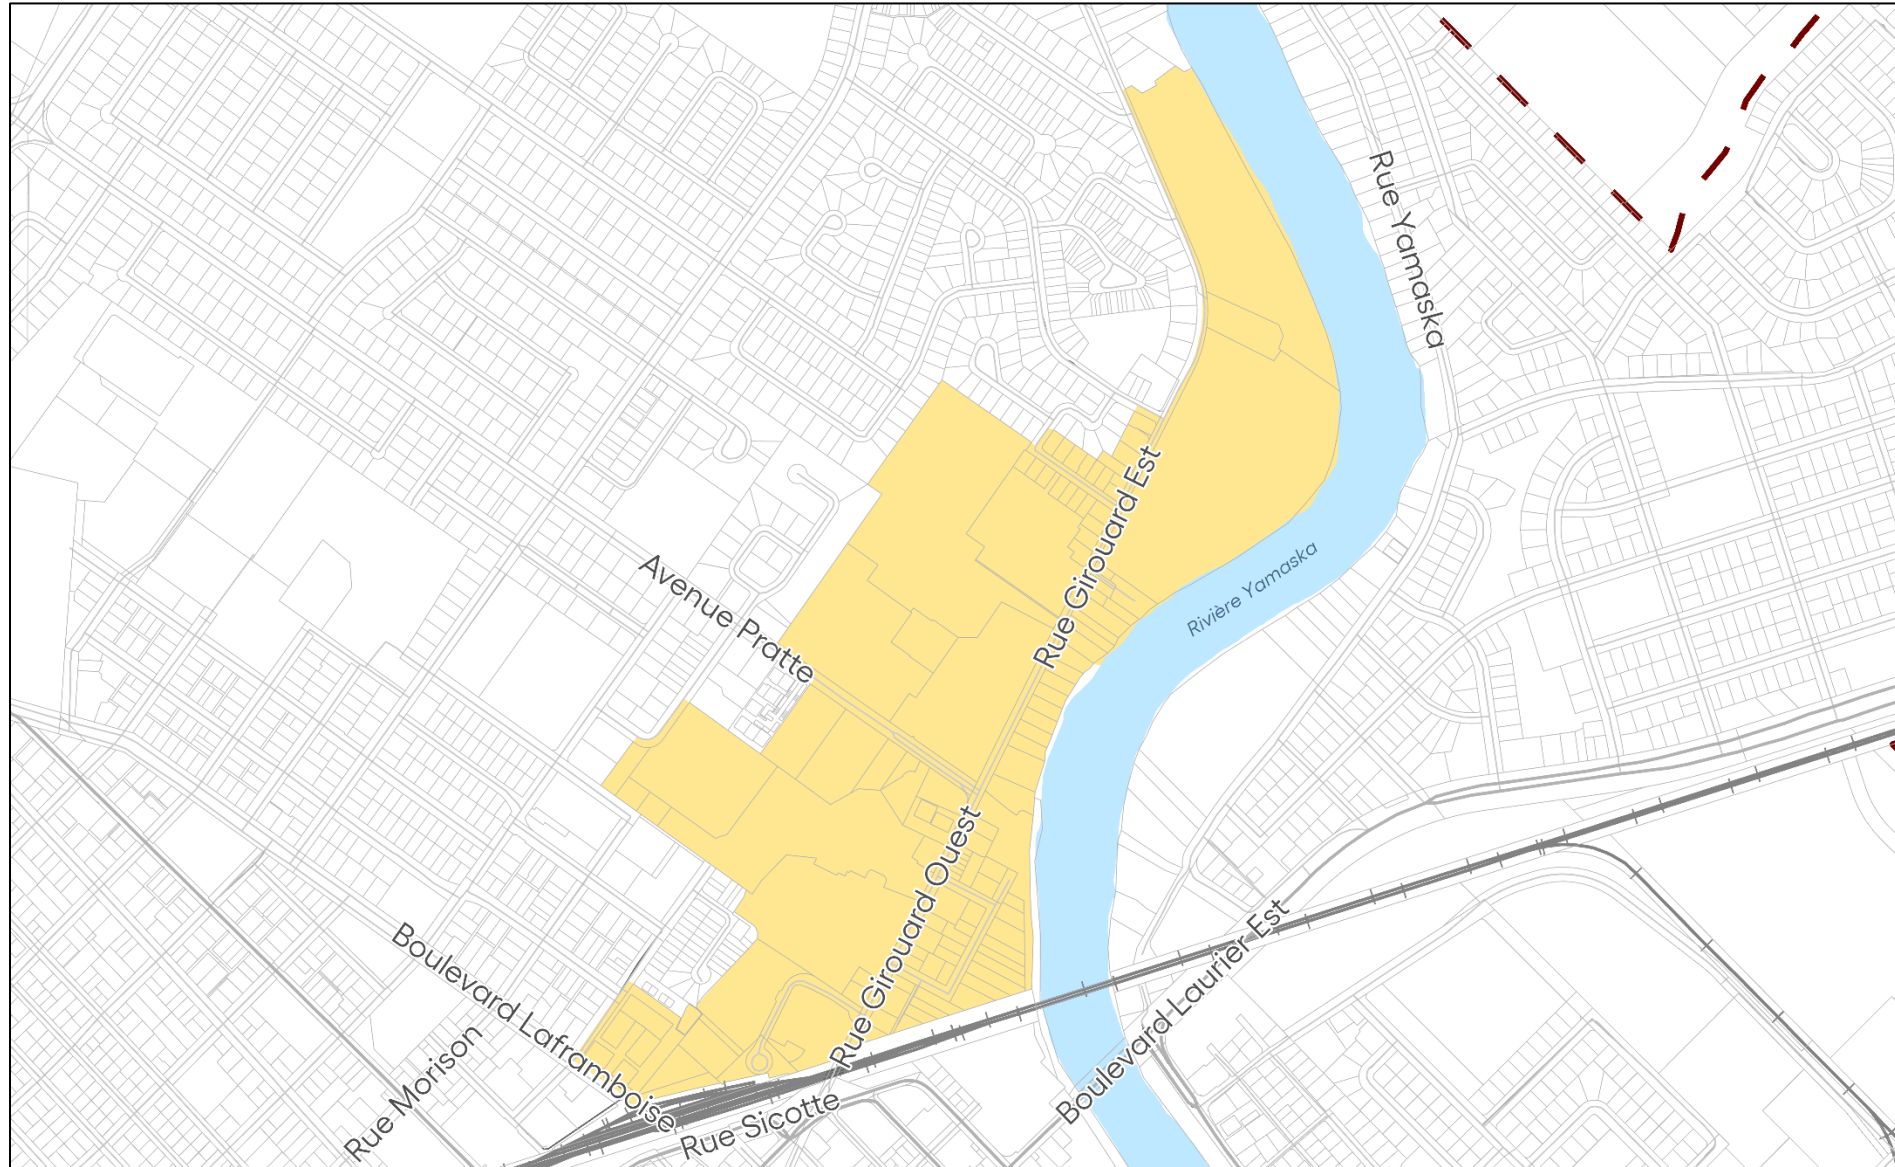 Rue Yamaska
Rue Girouard Est
Rivière Yamaska
Avenue Pratte
Rue Girouard Ouest
Boulevard Laurier Est
Boulevard Laframboise
Rue Morison
Rue Sicotte